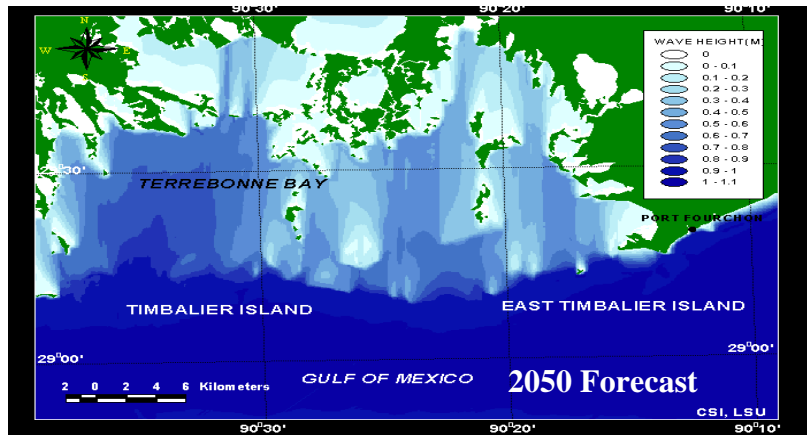 90°30' 90°20' 90°10'
N
W E
S
WAVE HEIGHT(M)
0
0 - 0.1
0.1 - 0.2
0.2 - 0.3
0.3 - 0.4
0.4 - 0.5
0.5 - 0.6
0.6 - 0.7
0.7 - 0.8
0.8 - 0.9
0.9 - 1
1 - 1.1
29°30'
TERREBONNE BAY
PORT FOURCHON
TIMBALIER ISLAND
EAST TIMBALIER ISLAND
29°00'
GULF OF MEXICO
2050 Forecast
2 0 2 4 6 Kilometers
CSI, LSU
90°30' 90°20' 90°10'